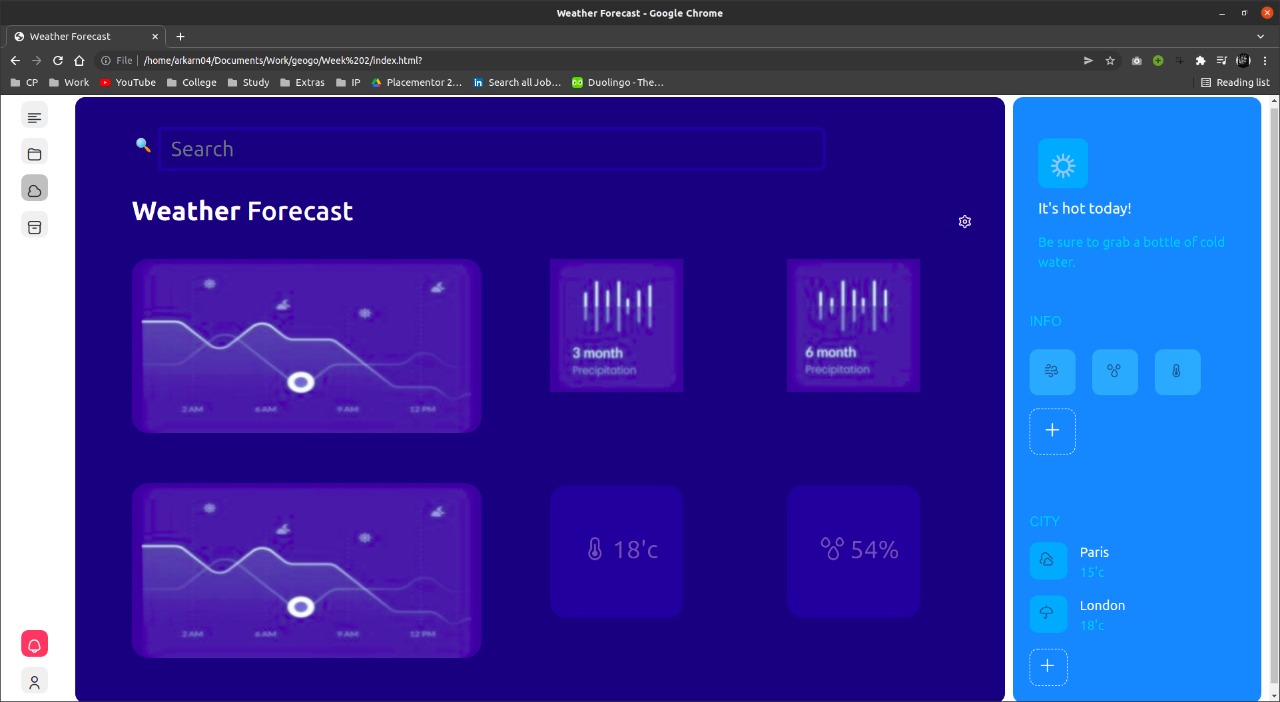 Weather Forecast - Google Chrome
Weather Forecast
File | /home/arkarn04/Documents/Work/geogo/Week%202/index.html?
CP Work YouTube College Study Extras IP Placementor 2... Search all Job... Duolingo - The... Reading list
Search
Weather Forecast
2 AM 6 AM 9 AM 12 PM
3 month
Precipitation
6 month
Precipitation
2 AM 6 AM 9 AM 12 PM
18'c
54%
It's hot today!
Be sure to grab a bottle of cold
water.
INFO
CITY
Paris
15'c
London
18'c